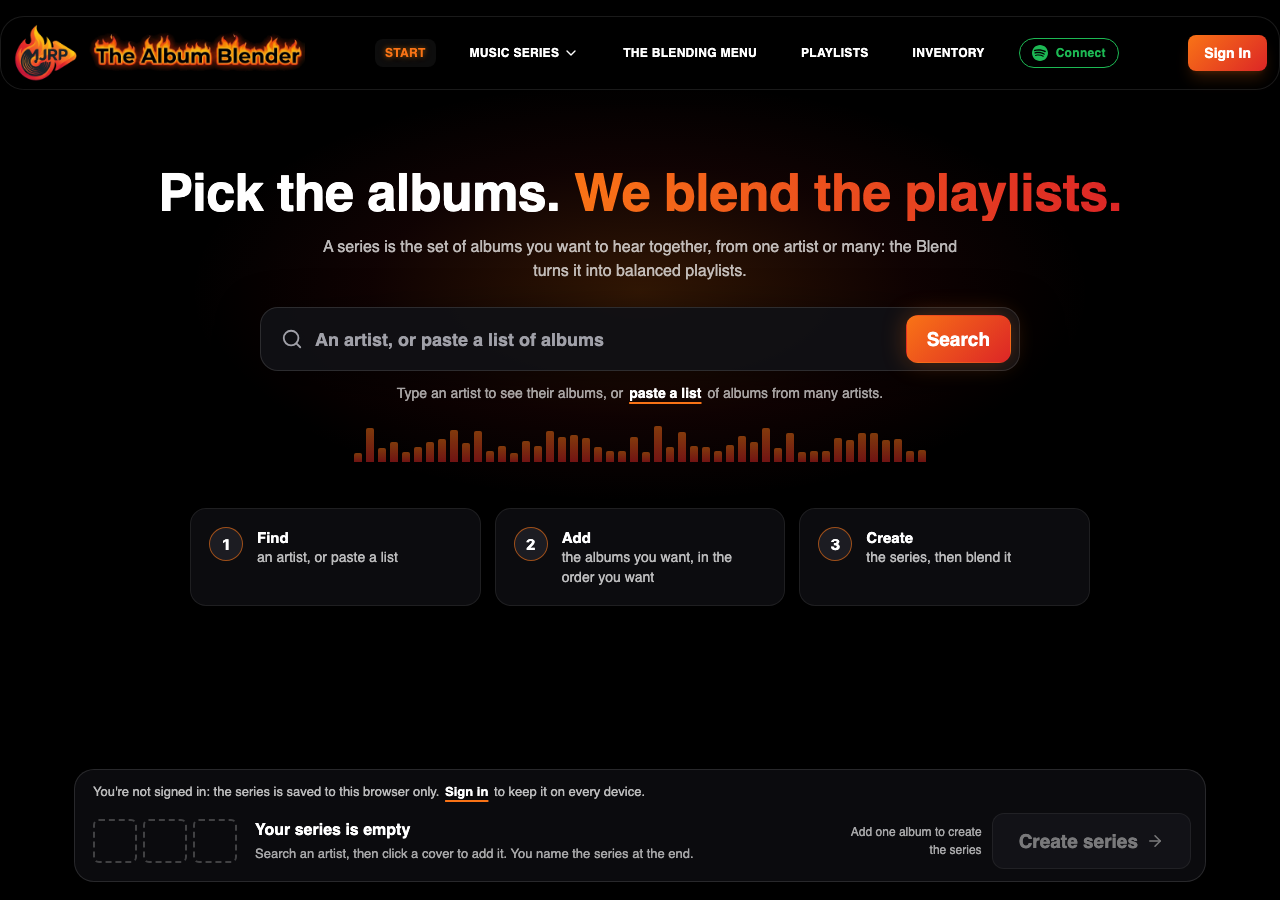 JRP
The Album Blender
START
MUSIC SERIES
THE BLENDING MENU
PLAYLISTS
INVENTORY
Connect
Sign In
Pick the albums. We blend the playlists.
A series is the set of albums you want to hear together, from one artist or many: the Blend
turns it into balanced playlists.
An artist, or paste a list of albums
Search
Type an artist to see their albums, or paste a list of albums from many artists.
1
Find
an artist, or paste a list
2
Add
the albums you want, in the
order you want
3
Create
the series, then blend it
You're not signed in: the series is saved to this browser only. Sign in to keep it on every device.
Your series is empty
Search an artist, then click a cover to add it. You name the series at the end.
Add one album to create
the series
Create series